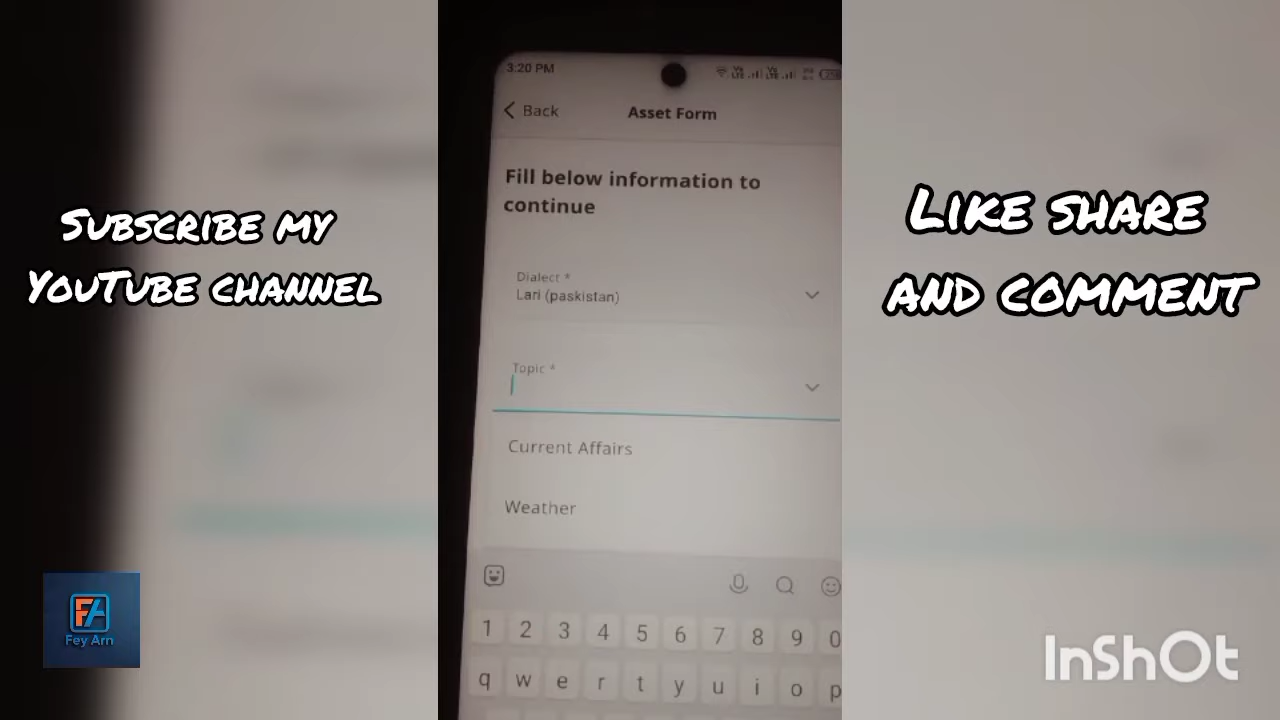 Subscribe my
YouTube channel
Fey Arn
3:20 PM
Back
Asset Form
Fill below information to
continue
Dialect *
Lari (paskistan)
Topic *
Current Affairs
Weather
1 2 3 4 5 6 7 8 9 0
q w e r t y u i o p
Like share
and comment
InShOt